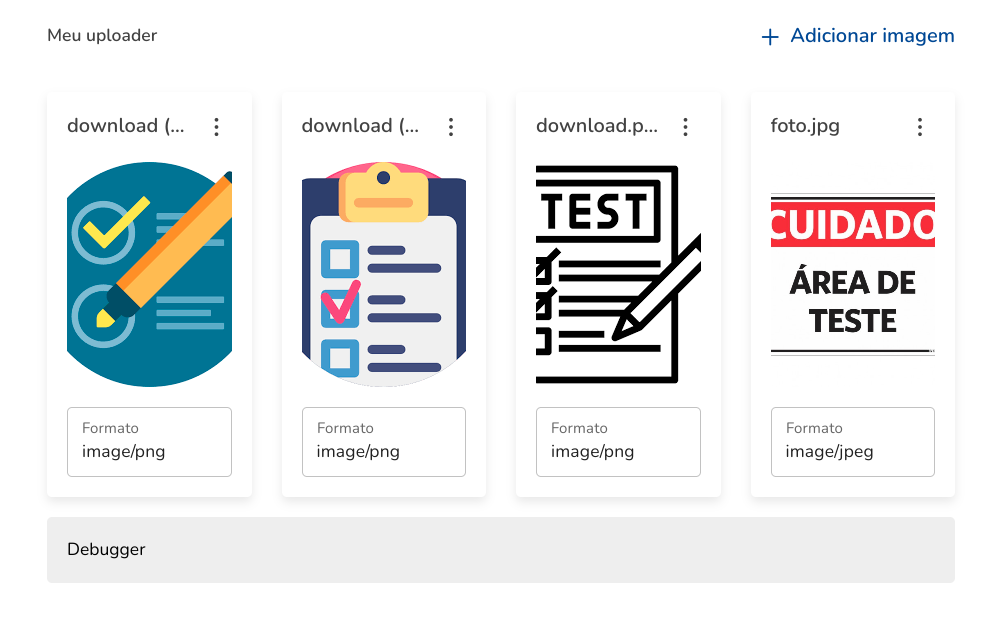 Meu uploader
Adicionar imagem
download (...
download (...
download.p...
foto.jpg
TEST
CUIDADO
ÁREA DE
TESTE
Formato
image/png
Formato
image/png
Formato
image/png
Formato
image/jpeg
Debugger